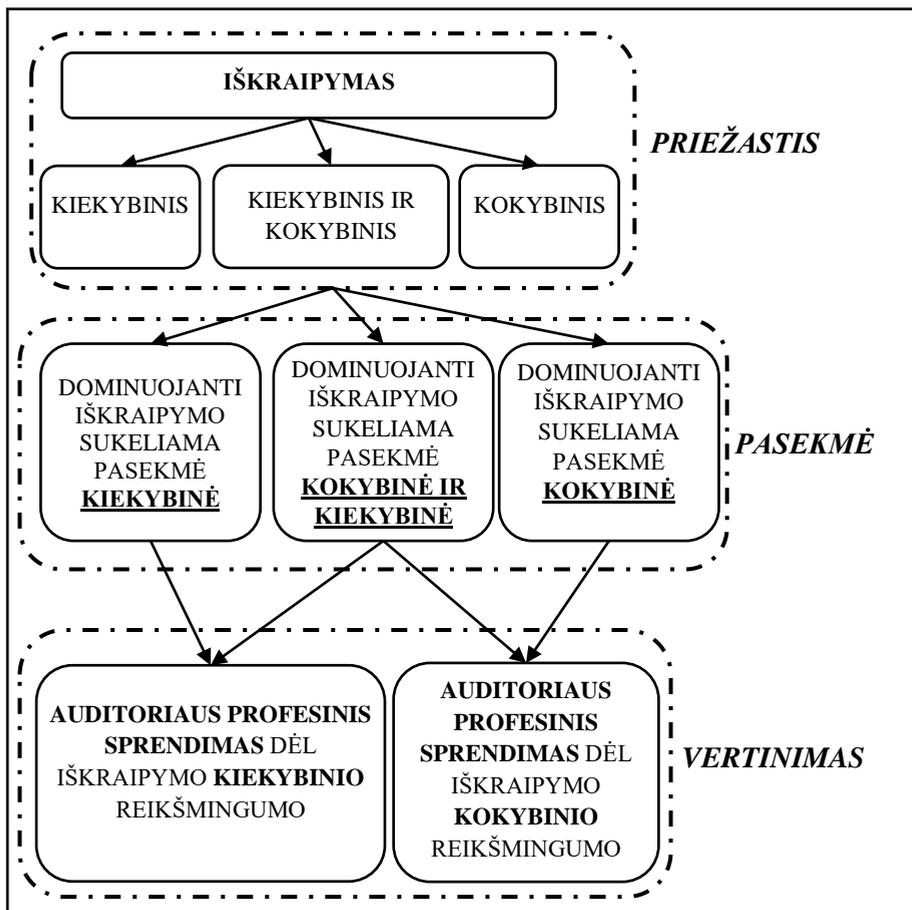 IŠKRAIPYMAS
PRIEŽASTIS
KIEKYBINIS
KIEKYBINIS IR
KOKYBINIS
KOKYBINIS
DOMINUOJANTI
IŠKRAIPYMO
SUKELIAMA
PASEKMĖ
KIEKYBINĖ
DOMINUOJANTI
IŠKRAIPYMO
SUKELIAMA
PASEKMĖ
KOKYBINĖ IR
KIEKYBINĖ
DOMINUOJANTI
IŠKRAIPYMO
SUKELIAMA
PASEKMĖ
KOKYBINĖ
PASEKMĖ
AUDITORIAUS PROFESINIS
SPRENDIMAS DĖL
IŠKRAIPYMO KIEKYBINIO
REIKŠMINGUMO
AUDITORIAUS
PROFESINIS
SPRENDIMAS DĖL
IŠKRAIPYMO
KOKYBINIO
REIKŠMINGUMO
VERTINIMAS